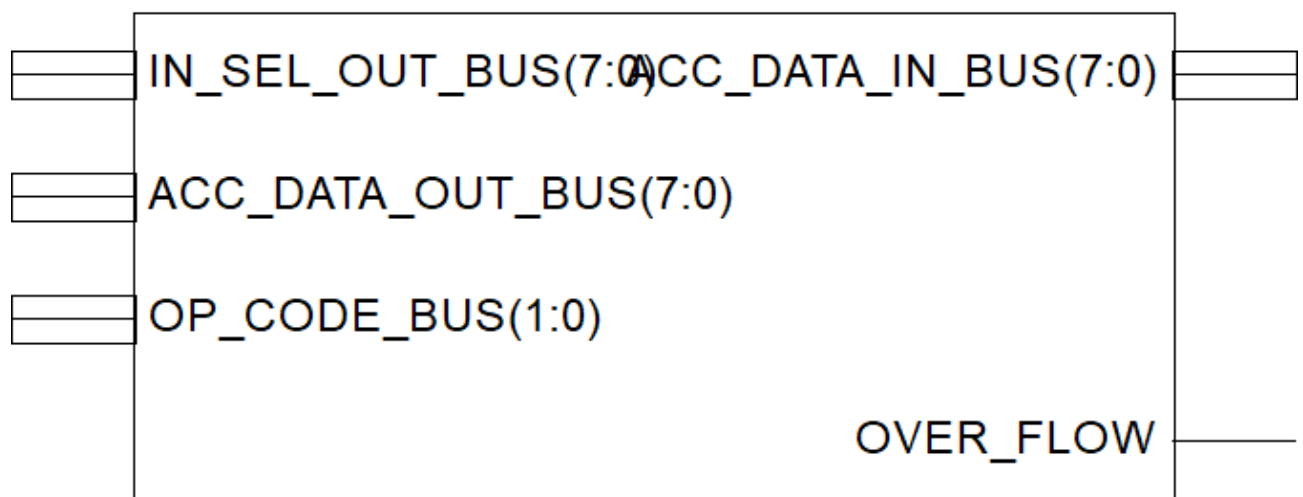 IN_SEL_OUT_BUS(7:0)
ACC_DATA_IN_BUS(7:0)
ACC_DATA_OUT_BUS(7:0)
OP_CODE_BUS(1:0)
OVER_FLOW